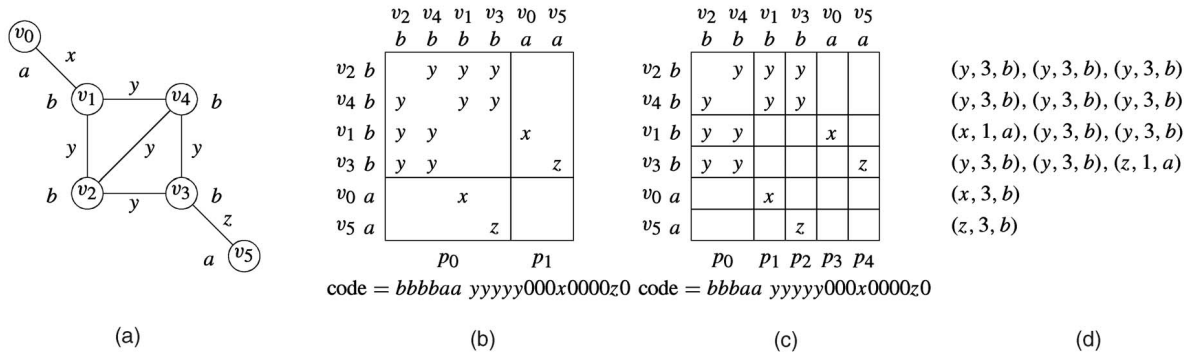 v0
a
x
b v1 y v4 b
y y y
b v2 y v3 b
z
a v5
(a)
v2 v4 v1 v3 v0 v5
b b b b a a
v2 b y y y
v4 b y y y
v1 b y y x
v3 b y y z
v0 a x
v5 a z
p0 p1
code = bbbbaa yyyyy000x0000z0
(b)
v2 v4 v1 v3 v0 v5
b b b b a a
v2 b y y y
v4 b y y y
v1 b y y x
v3 b y y z
v0 a x
v5 a z
p0 p1 p2 p3 p4
code = bbbaa yyyyy000x0000z0
(c)
(y, 3, b), (y, 3, b), (y, 3, b)
(y, 3, b), (y, 3, b), (y, 3, b)
(x, 1, a), (y, 3, b), (y, 3, b)
(y, 3, b), (y, 3, b), (z, 1, a)
(x, 3, b)
(z, 3, b)
(d)